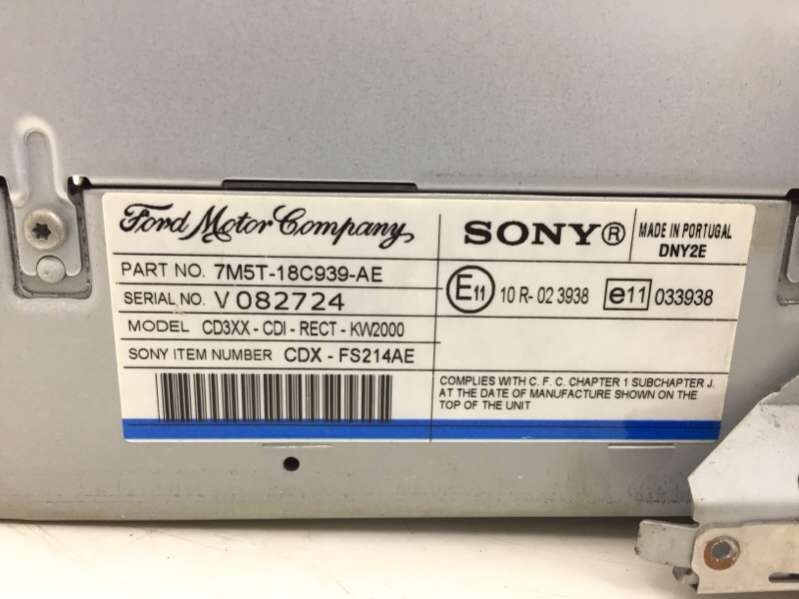 Ford Motor Company
PART NO. 7M5T-18C939-AE
SERIAL NO. V 082724
MODEL CD3XX - CDI - RECT - KW2000
SONY ITEM NUMBER CDX - FS214AE
SONY®
MADE IN PORTUGAL
DNY2E
E11 10 R- 02 3938 e11 033938
COMPLIES WITH C. F. C. CHAPTER 1 SUBCHAPTER J.
AT THE DATE OF MANUFACTURE SHOWN ON THE
TOP OF THE UNIT